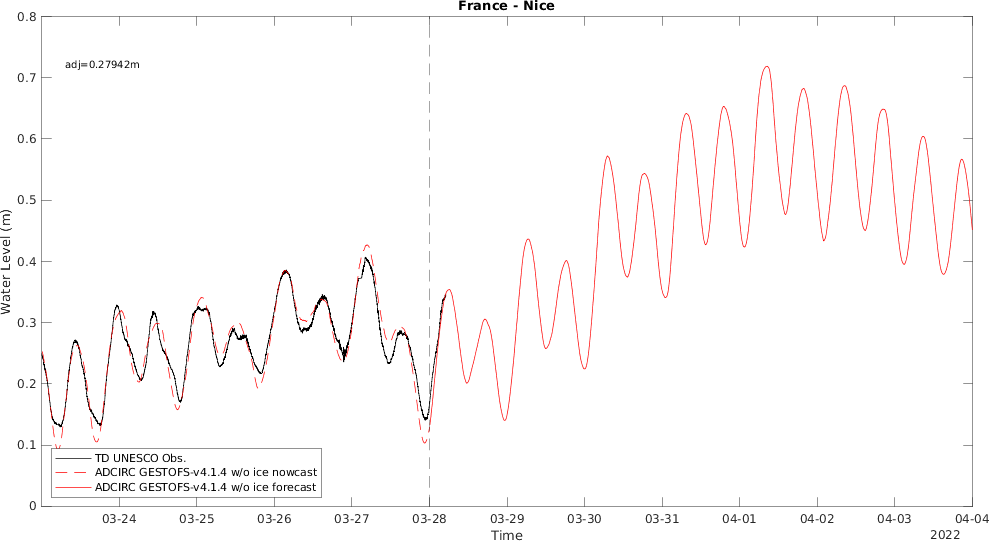 France - Nice
adj=0.27942m
Water Level (m)
0.8
0.7
0.6
0.5
0.4
0.3
0.2
0.1
0
TD UNESCO Obs.
ADCIRC GESTOFS-v4.1.4 w/o ice nowcast
ADCIRC GESTOFS-v4.1.4 w/o ice forecast
03-24 03-25 03-26 03-27 03-28 03-29 03-30 03-31 04-01 04-02 04-03 04-04
Time
2022